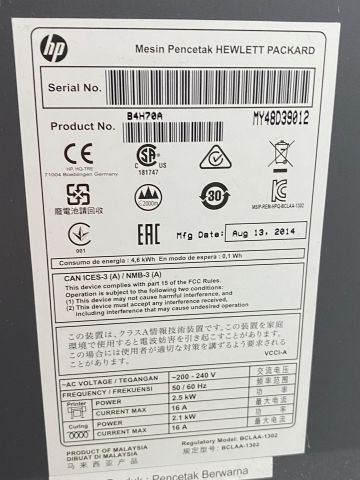 hp
Mesin Pencetak HEWLETT PACKARD
Serial No.
B4H70A
MY48D39012
Product No.
CE
HP, HQ-TRE
71004 Boeblingen Germany
SA
181747
2000m
30
廢電池請回收
MSIP-REM-HPQ-BCLAA-1302
001
EAC
Mfg Date:
Aug 13, 2014
Consumo de energia : 4,6 kWh En modo de espera : 0,1 Wh
CAN ICES-3 (A) / NMB-3 (A)
This device complies with part 15 of the FCC Rules.
Operation is subject to the following two conditions:
(1) This device may not cause harmful interference, and
(2) This device must accept any interference received,
including interference that may cause undesired operation.
この装置は、クラスA情報技術装置です。この装置を家庭
環境で使用すると電波妨害を引き起こすことがあります。
この場合には使用者が適切な対策を講ずるよう要求される
ことがあります。
VCCI-A
~AC VOLTAGE / TEGANGAN ~200 - 240 V 交流电压
FREQUENCY / FREKUENSI 50 / 60 Hz 频率范围
Printer POWER 2.5 kW 功 率
CURRENT MAX 16 A 最大电流
Curing POWER 2.1 kW 功 率
CURRENT MAX 16 A 最大电流
PRODUCT OF MALAYSIA
DIBUAT DI MALAYSIA
马 来 西 亚 产 品
Regulatory Model: BCLAA-1302
规定型号: BCLAA-1302
Produk : Pencetak Berwarna